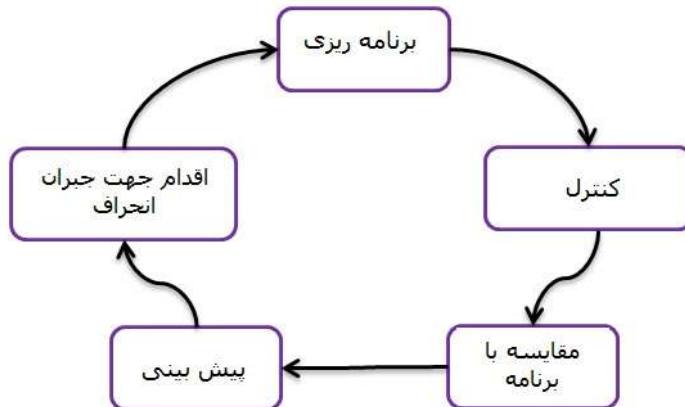 برنامه ریزی
کنترل
مقایسه با
برنامه
پیش بینی
اقدام جهت جبران
انحراف